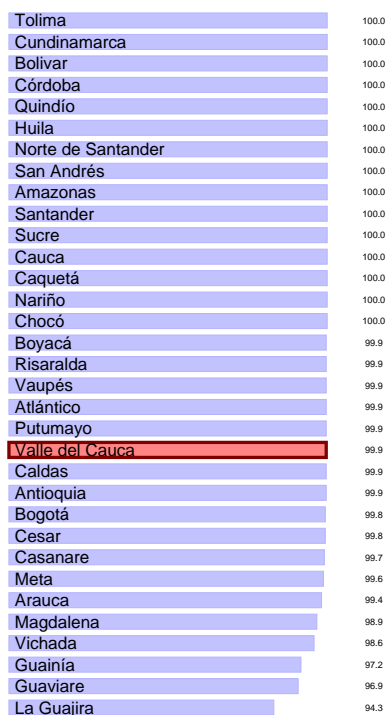 Tolima 100.0
Cundinamarca 100.0
Bolivar 100.0
Córdoba 100.0
Quindío 100.0
Huila 100.0
Norte de Santander 100.0
San Andrés 100.0
Amazonas 100.0
Santander 100.0
Sucre 100.0
Cauca 100.0
Caquetá 100.0
Nariño 100.0
Chocó 100.0
Boyacá 99.9
Risaralda 99.9
Vaupés 99.9
Atlántico 99.9
Putumayo 99.9
Valle del Cauca 99.9
Caldas 99.9
Antioquia 99.9
Bogotá 99.8
Cesar 99.8
Casanare 99.7
Meta 99.6
Arauca 99.4
Magdalena 98.9
Vichada 98.6
Guainía 97.2
Guaviare 96.9
La Guajira 94.3